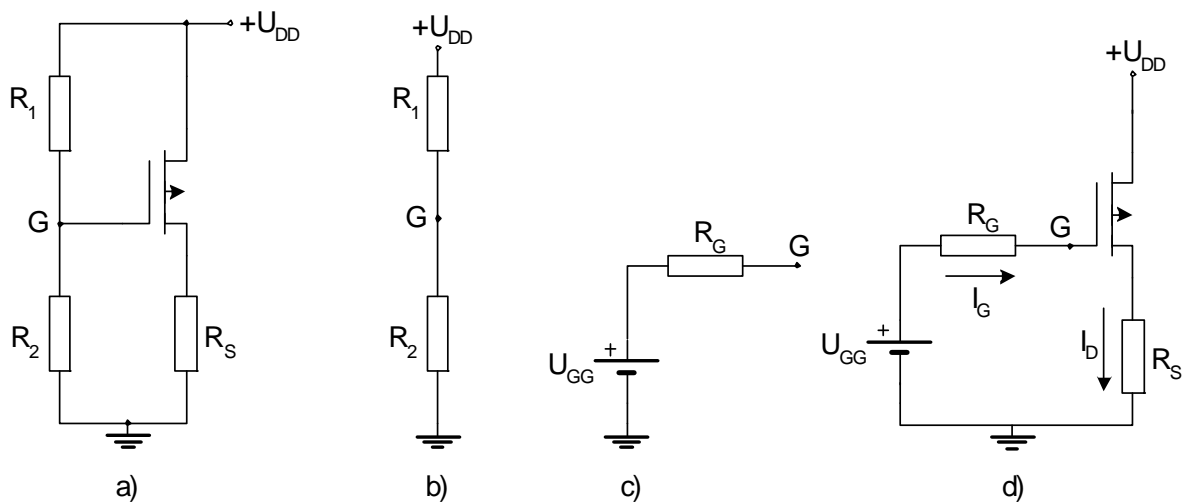 +U_DD
R_1
G
R_2
R_S
a)
+U_DD
R_1
G
R_2
b)
R_G
G
+
U_GG
c)
+U_DD
R_G
G
I_G
+
U_GG
I_D
R_S
d)